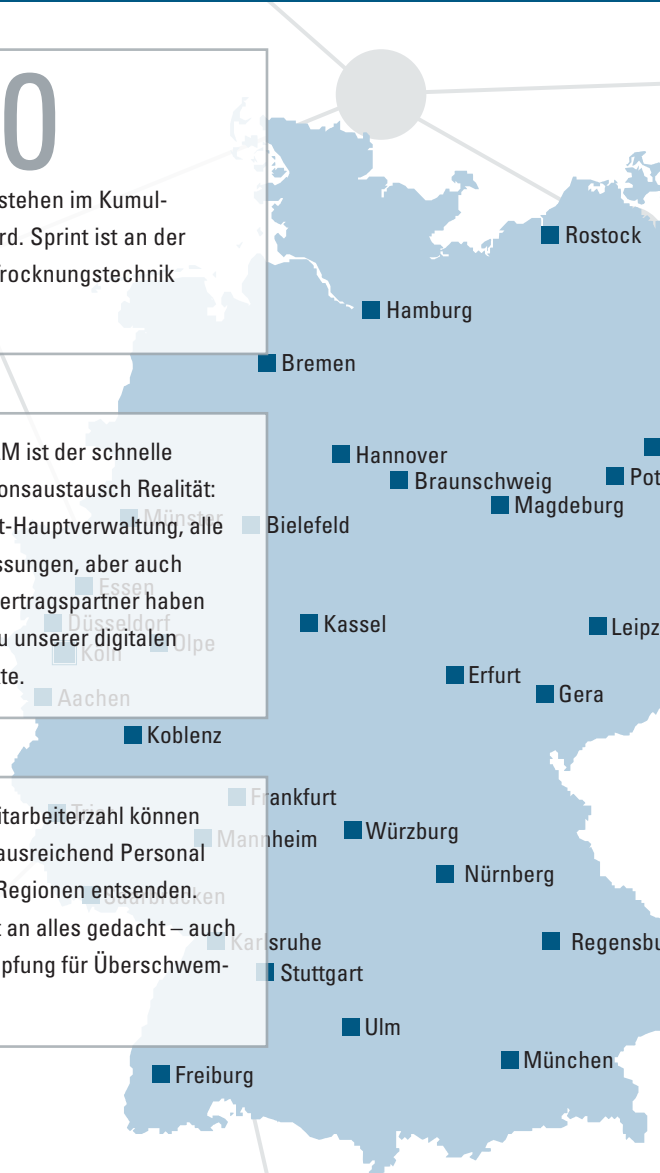 0
stehen im Kumul-
rd. Sprint ist an der
Trocknungstechnik
Rostock
Hamburg
Bremen
M ist der schnelle
onsaustausch Realität:
t-Hauptverwaltung, alle
ssungen, aber auch
ertragspartner haben
u unserer digitalen
te.
Hannover
Braunschweig
Pot
Magdeburg
Münster
Bielefeld
Essen
Düsseldorf
Olpe
Köln
Aachen
Kassel
Leipz
Erfurt
Gera
Koblenz
itarbeiterzahl können
ausreichend Personal
Regionen entsenden.
t an alles gedacht – auch
pfung für Überschwem-
Frankfurt
Trier
Mannheim
Würzburg
Saarbrücken
Nürnberg
Karlsruhe
Regensbu
Stuttgart
Ulm
München
Freiburg